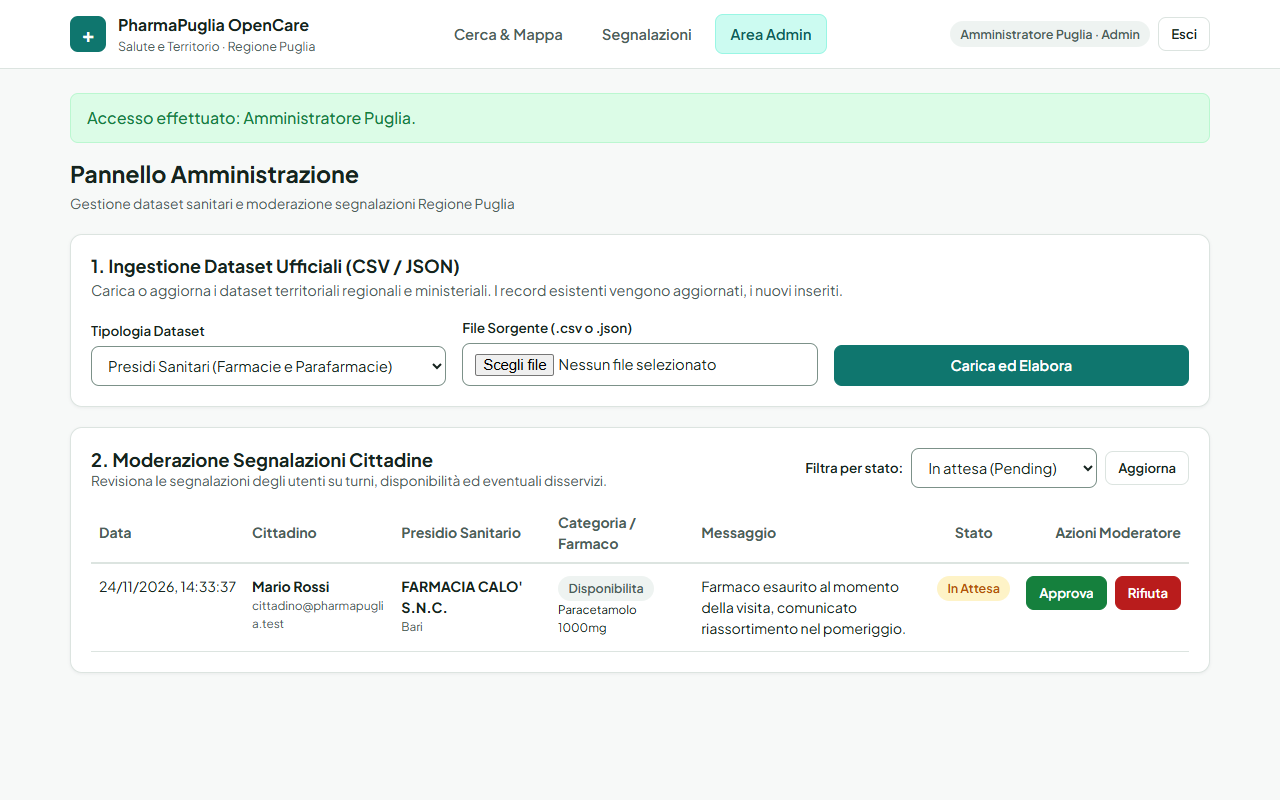 +
PharmaPuglia OpenCare
Salute e Territorio · Regione Puglia
Cerca & Mappa
Segnalazioni
Area Admin
Amministratore Puglia · Admin
Esci
Accesso effettuato: Amministratore Puglia.
Pannello Amministrazione
Gestione dataset sanitari e moderazione segnalazioni Regione Puglia
1. Ingestione Dataset Ufficiali (CSV / JSON)
Carica o aggiorna i dataset territoriali regionali e ministeriali. I record esistenti vengono aggiornati, i nuovi inseriti.
Tipologia Dataset
Presidi Sanitari (Farmacie e Parafarmacie)
File Sorgente (.csv o .json)
Scegli file Nessun file selezionato
Carica ed Elabora
2. Moderazione Segnalazioni Cittadine
Revisiona le segnalazioni degli utenti su turni, disponibilità ed eventuali disservizi.
Filtra per stato:
In attesa (Pending)
Aggiorna
Data
Cittadino
Presidio Sanitario
Categoria /
Farmaco
Messaggio
Stato
Azioni Moderatore
24/11/2026, 14:33:37
Mario Rossi
cittadino@pharmapugli
a.test
FARMACIA CALO'
S.N.C.
Bari
Disponibilita
Paracetamolo
1000mg
Farmaco esaurito al momento
della visita, comunicato
riassortimento nel pomeriggio.
In Attesa
Approva
Rifiuta